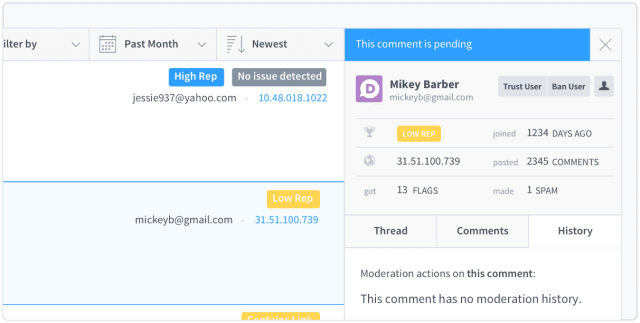 ilter by
Past Month
Newest
This comment is pending
High Rep
No issue detected
jessie937@yahoo.com - 10.48.018.1022
Mikey Barber
mickeyb@gmail.com
Trust User
Ban User
LOW REP
joined 1234 DAYS AGO
31.51.100.739
posted 2345 COMMENTS
got 13 FLAGS
made 1 SPAM
Low Rep
mickeyb@gmail.com - 31.51.100.739
Thread
Comments
History
Moderation actions on this comment:
This comment has no moderation history.
Contains Link